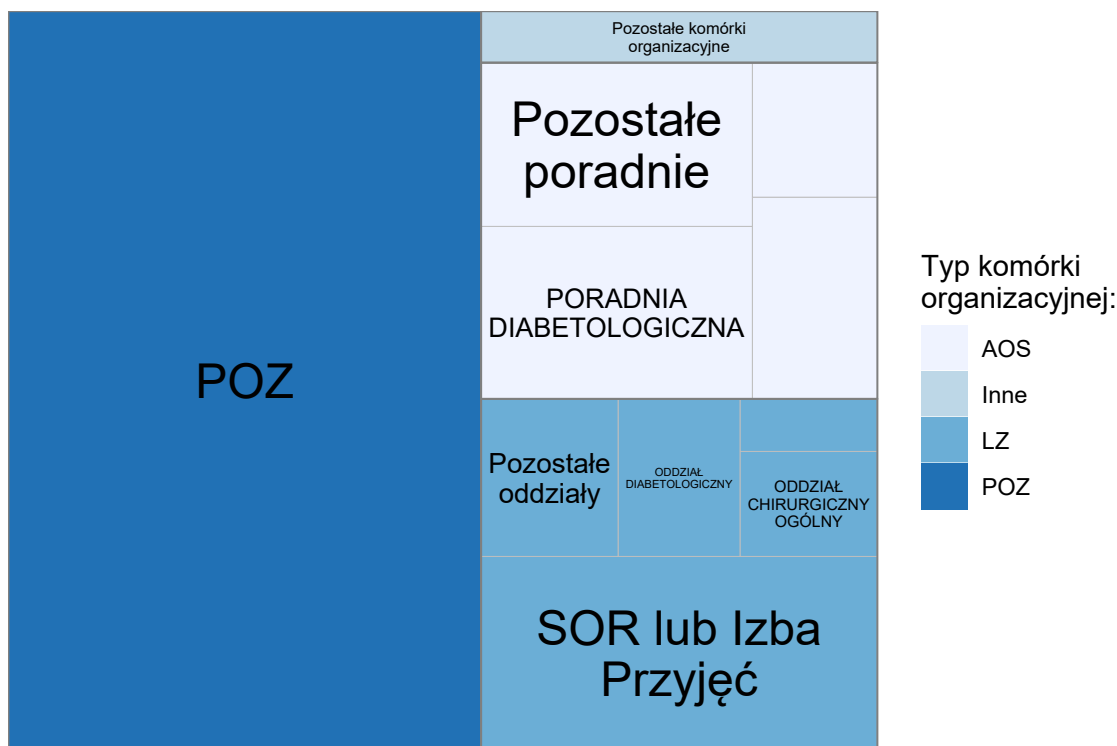 POZ
Pozostałe komórki
organizacyjne
Pozostałe
poradnie
PORADNIA
DIABETOLOGICZNA
Pozostałe
oddziały
ODDZIAŁ
DIABETOLOGICZNY
ODDZIAŁ
CHIRURGICZNY
OGÓLNY
SOR lub Izba
Przyjęć
Typ komórki
organizacyjnej:
AOS
Inne
LZ
POZ